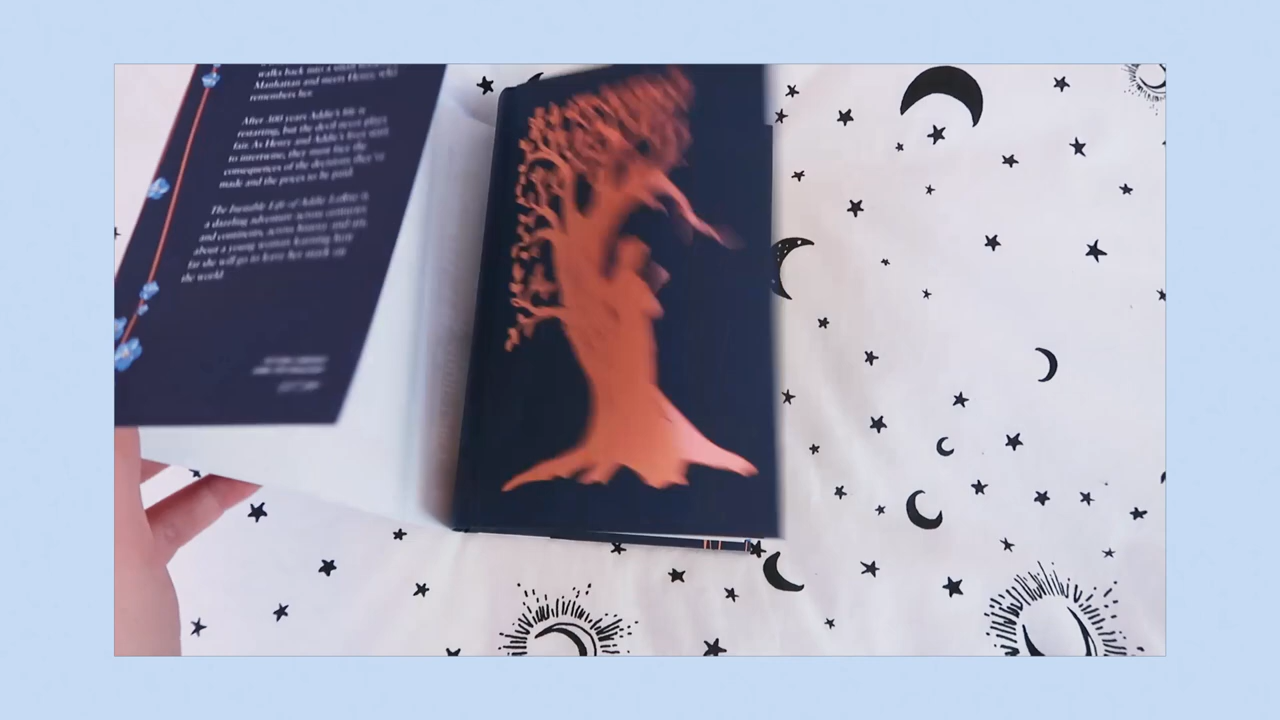 walks back into a small
Manhattan and meets Henry, who
remembers her.
After 300 years Addie's life is
restarting, but the devil never plays
fair. As Henry and Addie's lives start
to intertwine, they must face the
consequences of the decisions they've
made and the prices to be paid.
The Invisible Life of Addie LaRue is
a dazzling adventure across centuries
and continents, across history and art,
about a young woman learning how
far she will go to leave her mark on
the world.